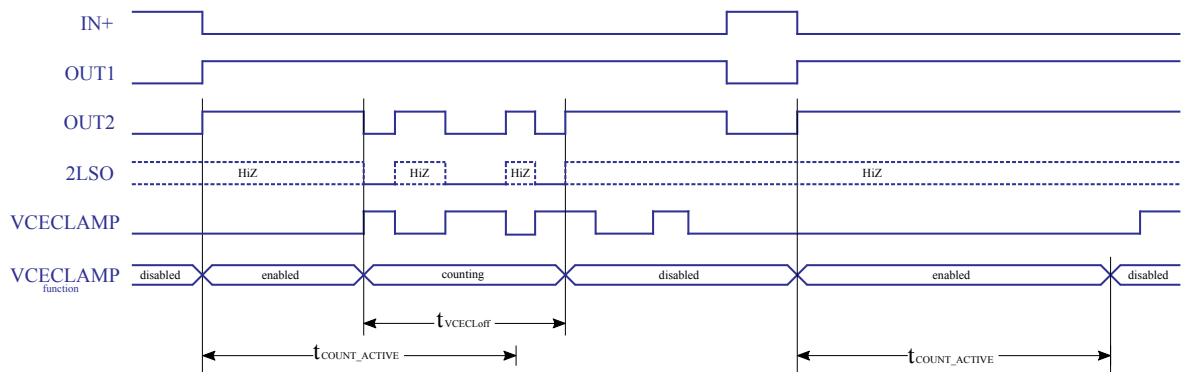 IN+
OUT1
OUT2
2LSO HiZ HiZ HiZ HiZ
VCECLAMP
VCECLAMP disabled enabled counting disabled enabled disabled
function
tVCECLoff
tCOUNT_ACTIVE tCOUNT_ACTIVE